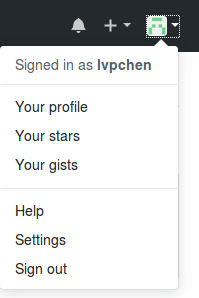 Signed in as lvpchen
Your profile
Your stars
Your gists
Help
Settings
Sign out